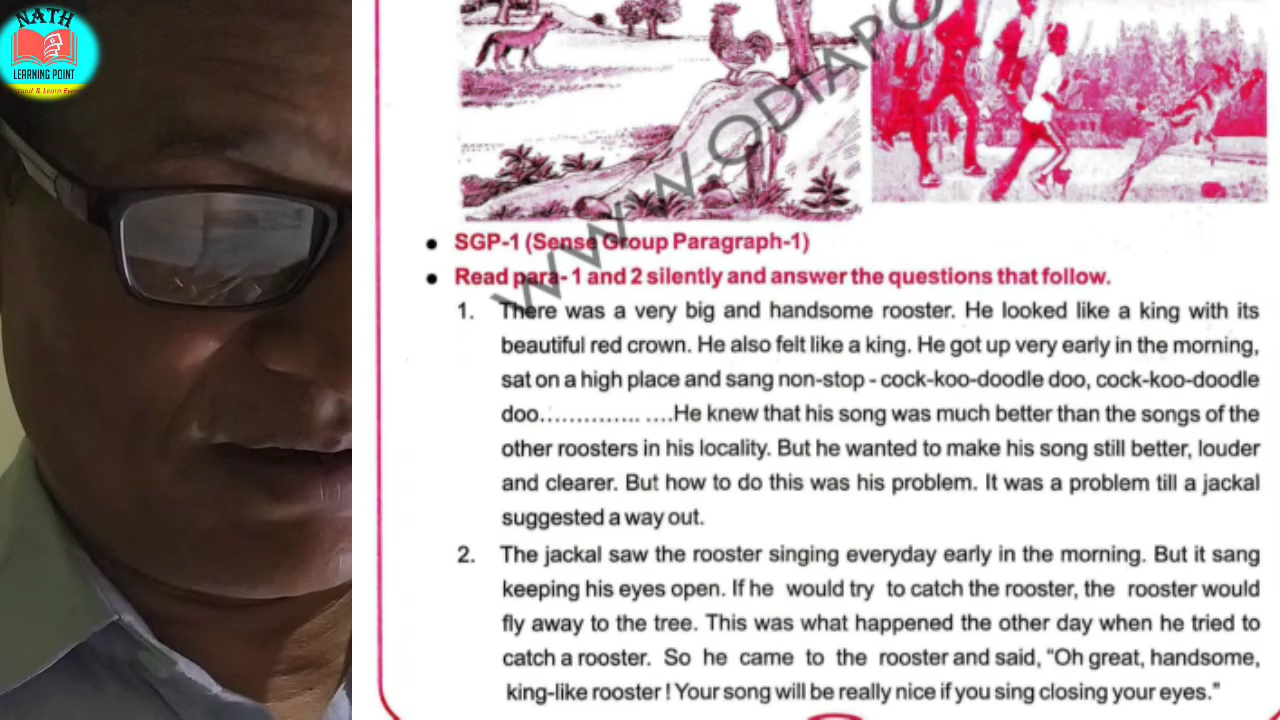 NATH
LEARNING POINT
WWW.ODIAPO
• SGP-1 (Sense Group Paragraph-1)
• Read para- 1 and 2 silently and answer the questions that follow.
1. There was a very big and handsome rooster. He looked like a king with its
beautiful red crown. He also felt like a king. He got up very early in the morning,
sat on a high place and sang non-stop - cock-koo-doodle doo, cock-koo-doodle
doo.................. ....He knew that his song was much better than the songs of the
other roosters in his locality. But he wanted to make his song still better, louder
and clearer. But how to do this was his problem. It was a problem till a jackal
suggested a way out.
2. The jackal saw the rooster singing everyday early in the morning. But it sang
keeping his eyes open. If he would try to catch the rooster, the rooster would
fly away to the tree. This was what happened the other day when he tried to
catch a rooster. So he came to the rooster and said, “Oh great, handsome,
king-like rooster ! Your song will be really nice if you sing closing your eyes.”